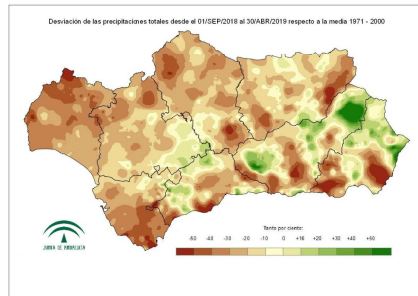 Desviación de las precipitaciones totales desde el 01/SEP/2018 al 30/ABR/2019 respecto a la media 1971 - 2000
Tanto por ciento:
-50 -40 -30 -20 -10 0 +10 +20 +30 +40 +50
JUNTA DE ANDALUCIA